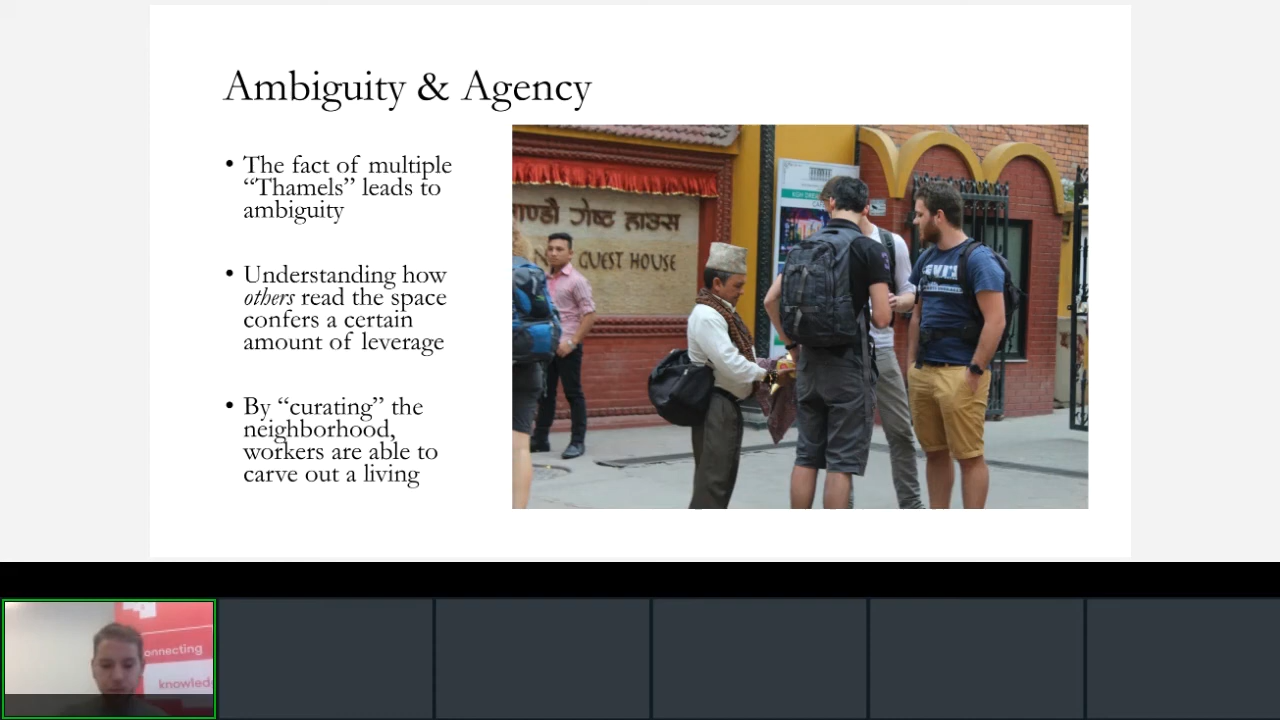 Ambiguity & Agency
• The fact of multiple
“Thamels” leads to
ambiguity
• Understanding how
others read the space
confers a certain
amount of leverage
• By “curating” the
neighborhood,
workers are able to
carve out a living
गेष्ट हाउस
GUEST HOUSE
onnecting
knowled